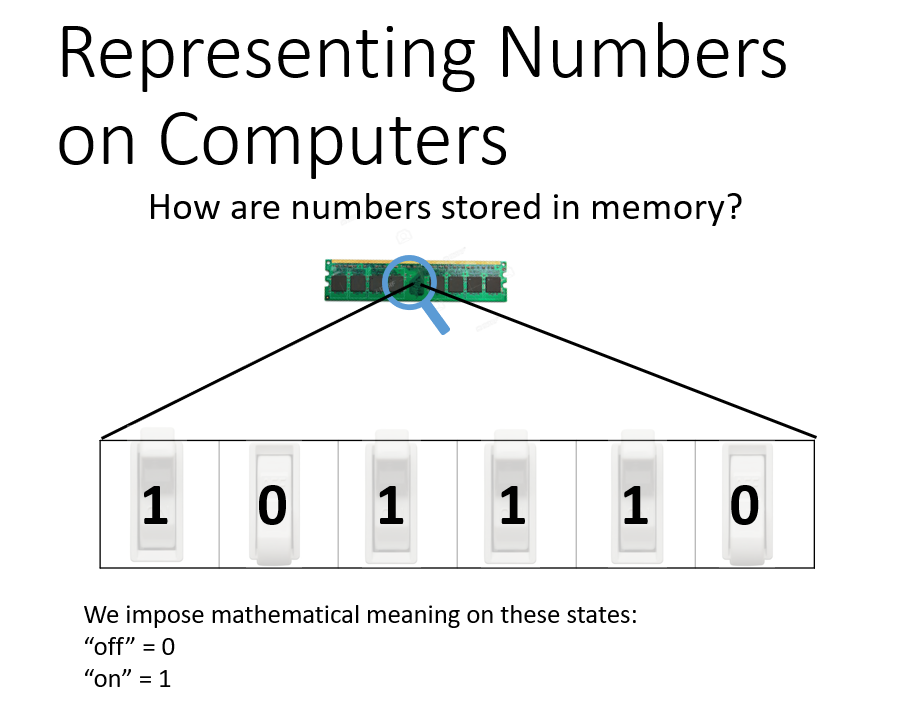 Representing Numbers
on Computers
How are numbers stored in memory?
1 0 1 1 1 0
We impose mathematical meaning on these states:
“off” = 0
“on” = 1